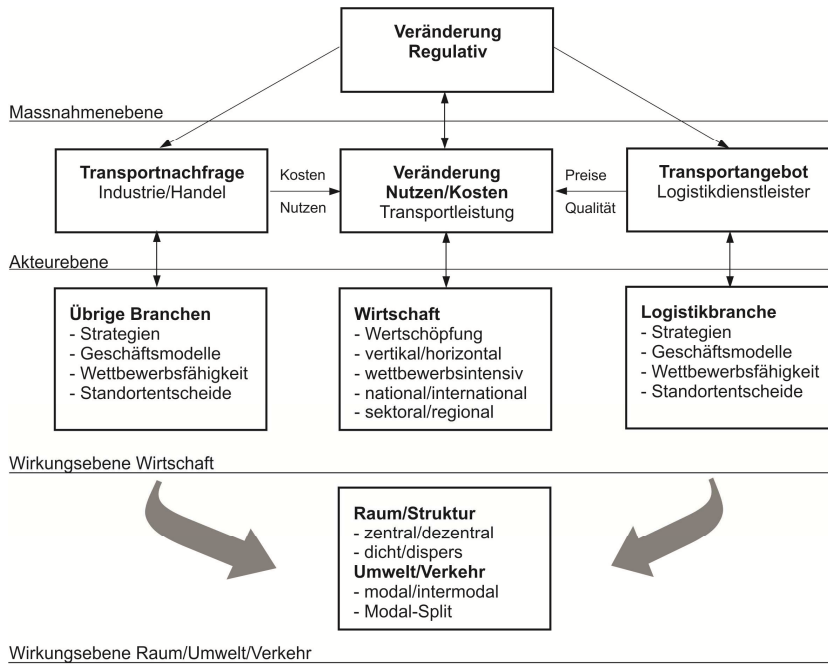 Veränderung
Regulativ
Massnahmenebene
Transportnachfrage
Industrie/Handel
Kosten
Nutzen
Veränderung
Nutzen/Kosten
Transportleistung
Preise
Qualität
Transportangebot
Logistikdienstleister
Akteurebene
Übrige Branchen
- Strategien
- Geschäftsmodelle
- Wettbewerbsfähigkeit
- Standortentscheide
Wirtschaft
- Wertschöpfung
- vertikal/horizontal
- wettbewerbsintensiv
- national/international
- sektoral/regional
Logistikbranche
- Strategien
- Geschäftsmodelle
- Wettbewerbsfähigkeit
- Standortentscheide
Wirkungsebene Wirtschaft
Raum/Struktur
- zentral/dezentral
- dicht/dispers
Umwelt/Verkehr
- modal/intermodal
- Modal-Split
Wirkungsebene Raum/Umwelt/Verkehr